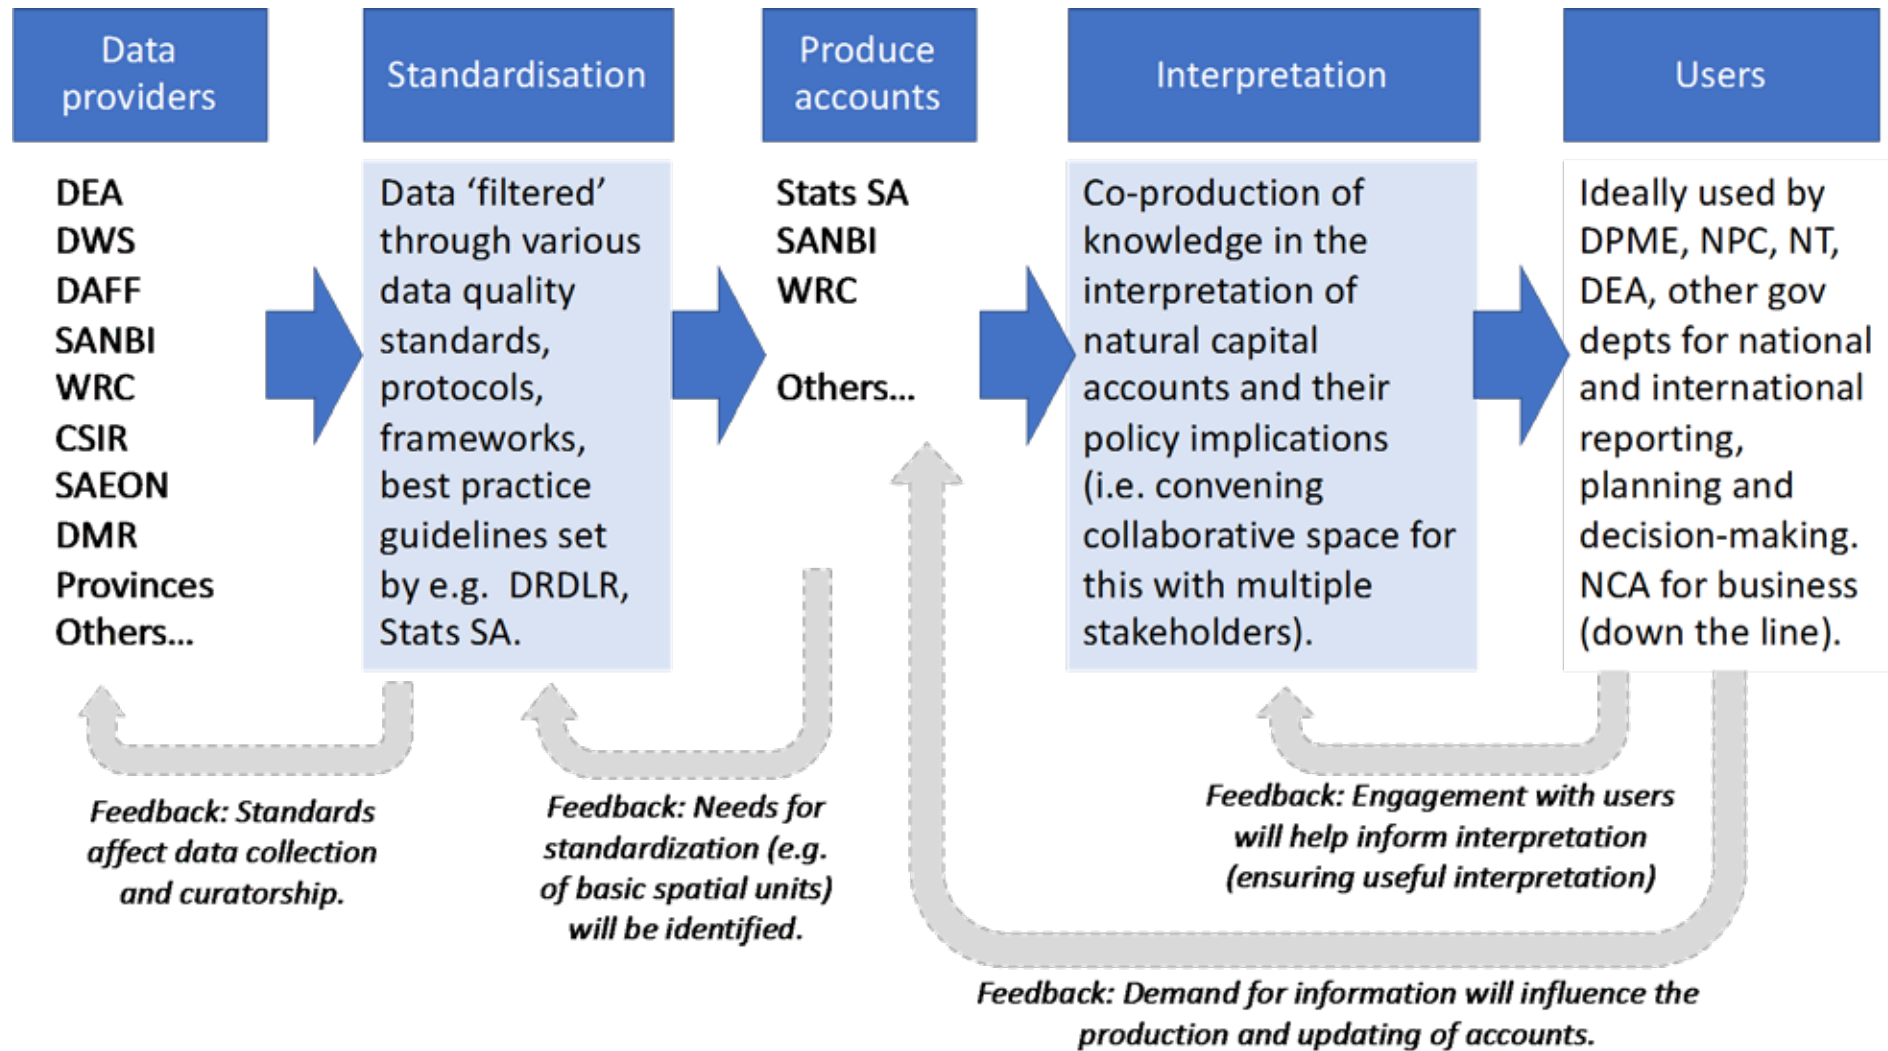 Data
providers
Standardisation
Produce
accounts
Interpretation
Users
DEA
DWS
DAFF
SANBI
WRC
CSIR
SAEON
DMR
Provinces
Others...
Data ‘filtered’
through various
data quality
standards,
protocols,
frameworks,
best practice
guidelines set
by e.g. DRDLR,
Stats SA.
Stats SA
SANBI
WRC
Others...
Co-production of
knowledge in the
interpretation of
natural capital
accounts and their
policy implications
(i.e. convening
collaborative space for
this with multiple
stakeholders).
Ideally used by
DPME, NPC, NT,
DEA, other gov
depts for national
and international
reporting,
planning and
decision-making.
NCA for business
(down the line).
Feedback: Standards
affect data collection
and curatorship.
Feedback: Needs for
standardization (e.g.
of basic spatial units)
will be identified.
Feedback: Engagement with users
will help inform interpretation
(ensuring useful interpretation)
Feedback: Demand for information will influence the
production and updating of accounts.